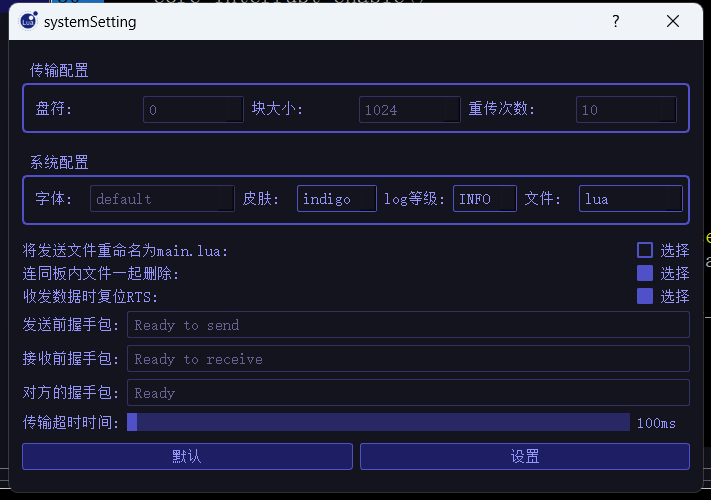 systemSetting ? ×
传输配置
盘符: 0 块大小: 1024 重传次数: 10
系统配置
字体: default 皮肤: indigo log等级: INFO 文件: lua
将发送文件重命名为main.lua: 选择
连同板内文件一起删除: 选择
收发数据时复位RTS: 选择
发送前握手包: Ready to send
接收前握手包: Ready to receive
对方的握手包: Ready
传输超时时间: 100ms
默认 设置